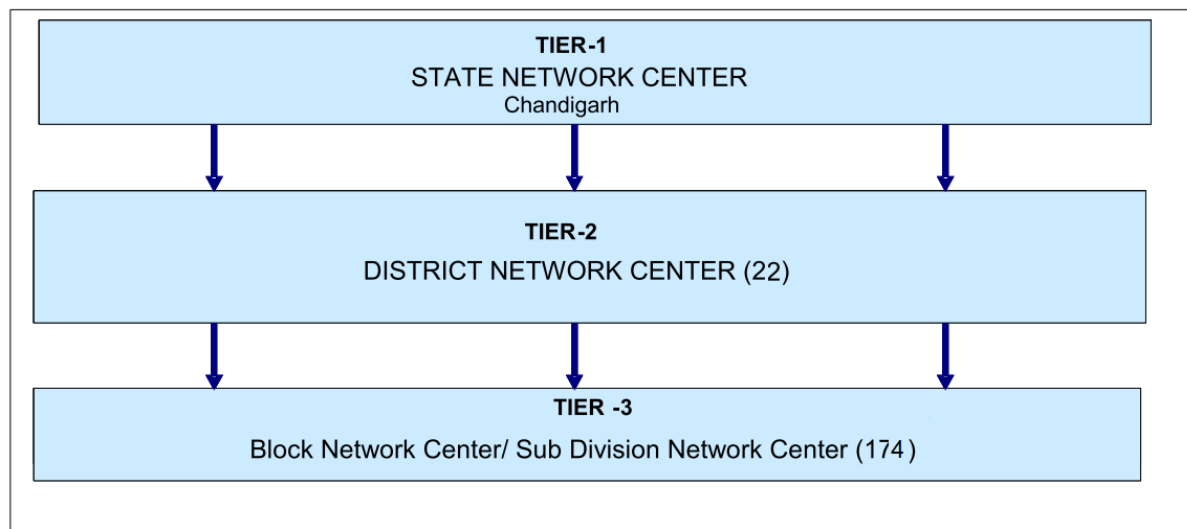 TIER-1
STATE NETWORK CENTER
Chandigarh
TIER-2
DISTRICT NETWORK CENTER (22)
TIER -3
Block Network Center/ Sub Division Network Center (174)